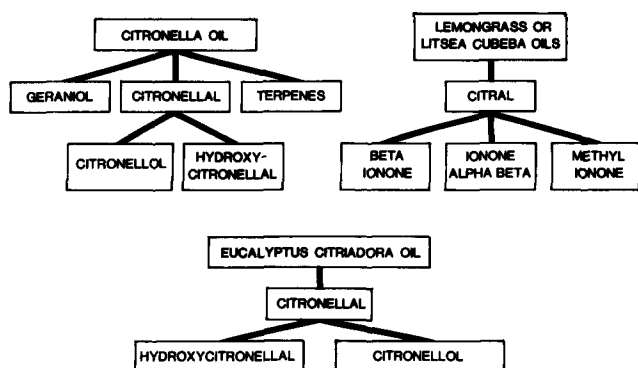 CITRONELLA OIL
GERANIOL
CITRONELLAL
TERPENES
CITRONELLOL
HYDROXY-
CITRONELLAL
LEMONGRASS OR
LITSEA CUBEBA OILS
CITRAL
BETA
IONONE
IONONE
ALPHA BETA
METHYL
IONONE
EUCALYPTUS CITRIADORA OIL
CITRONELLAL
HYDROXYCITRONELLAL
CITRONELLOL